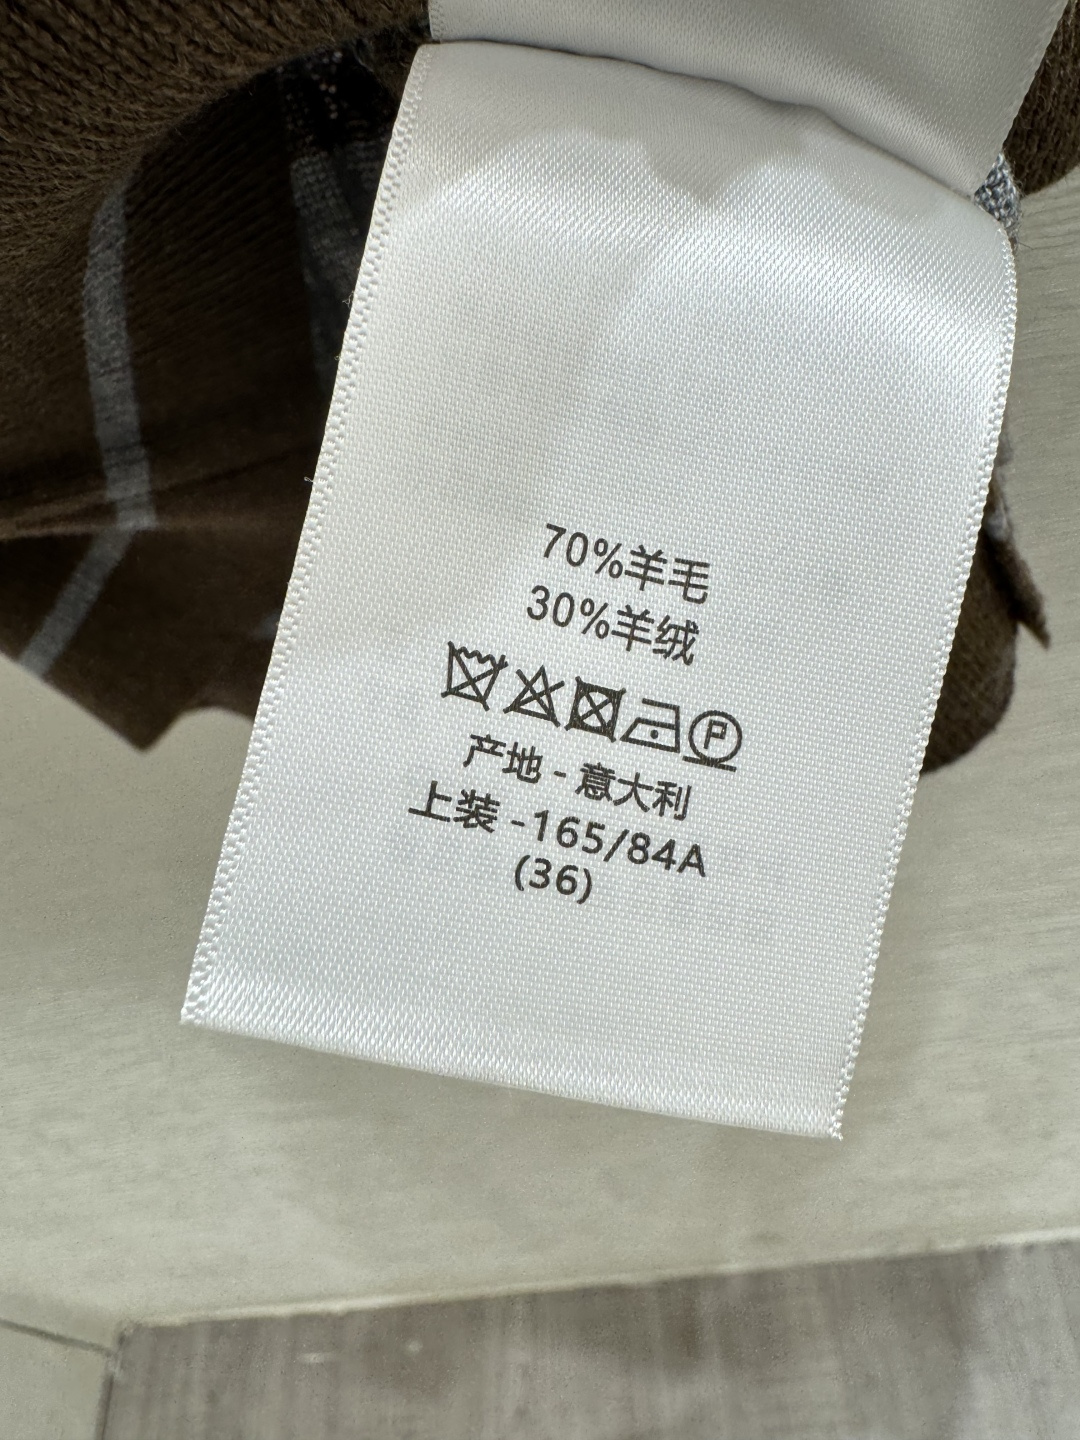 70%羊毛
30%羊绒
P
产地 - 意大利
上装 -165/84A
(36)